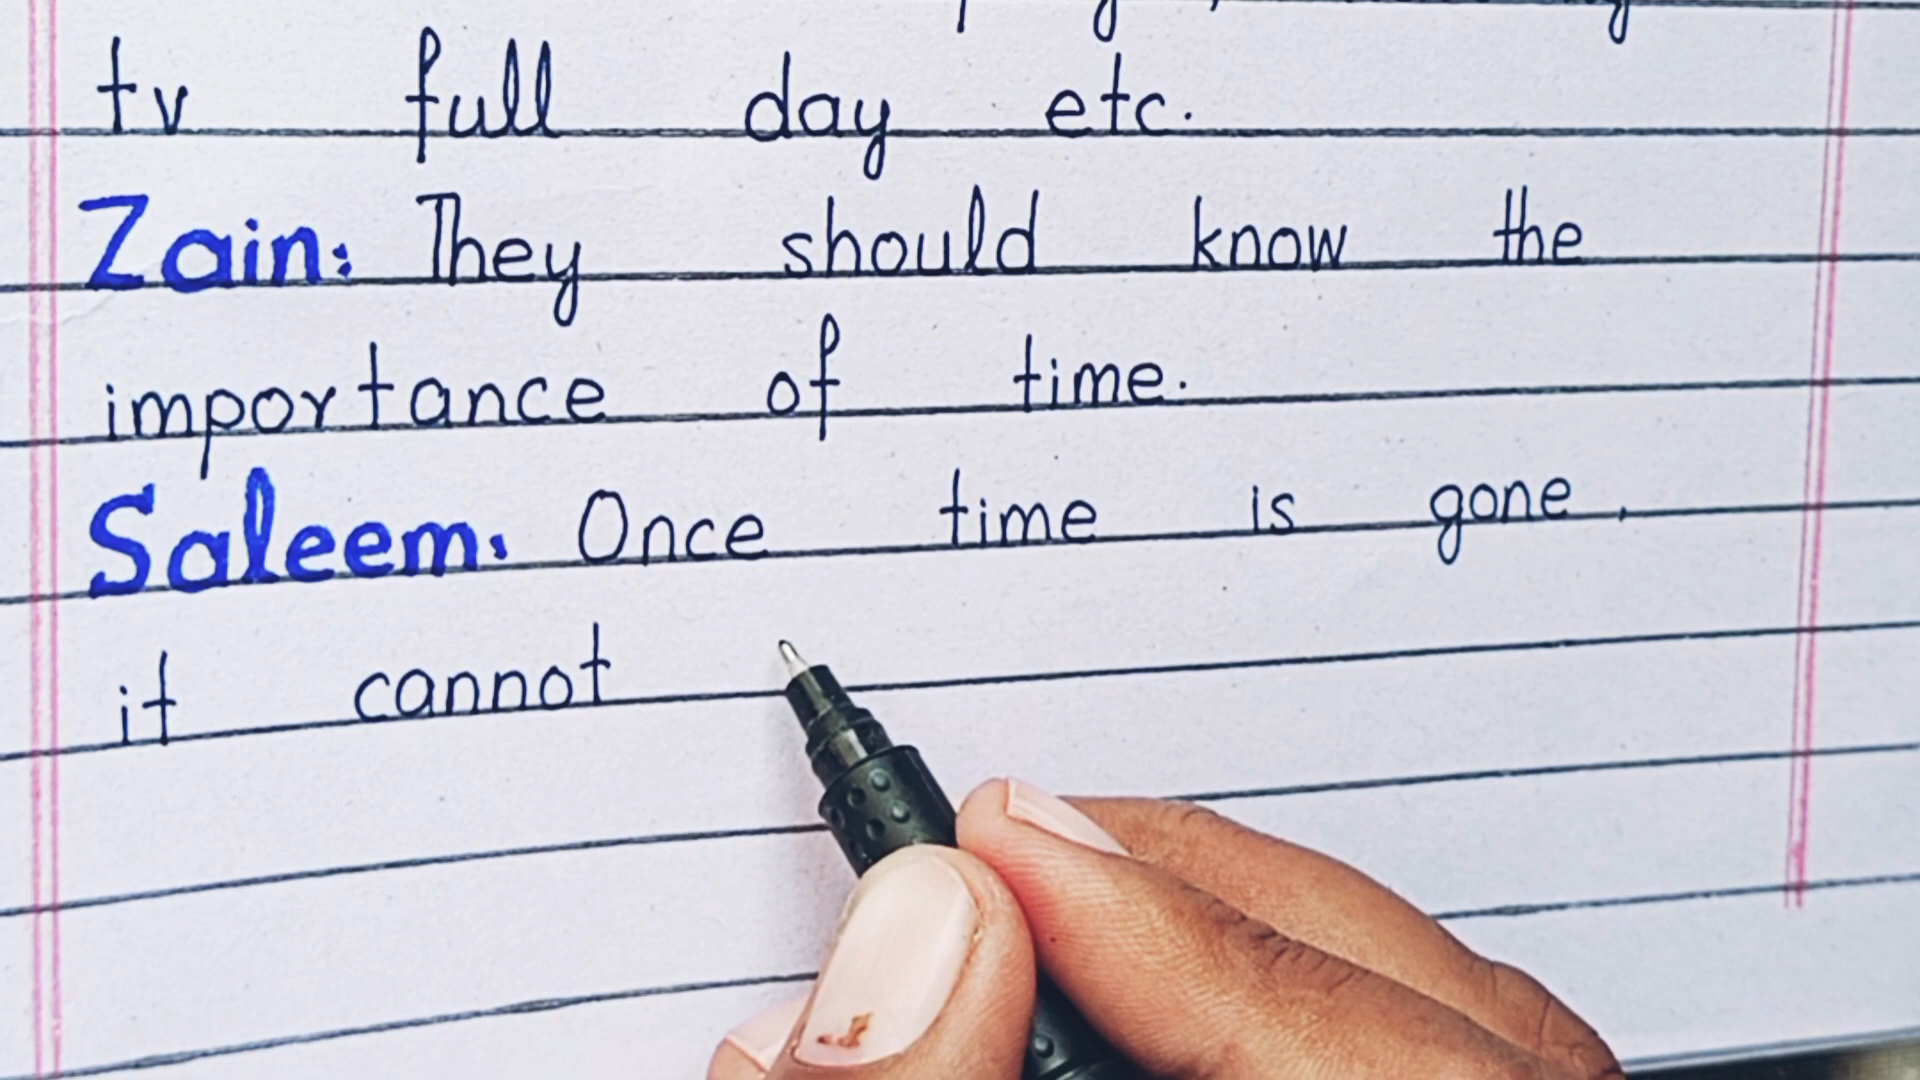 tv full day etc.
Zain: They should know the
importance of time.
Saleem: Once time is gone,
it cannot